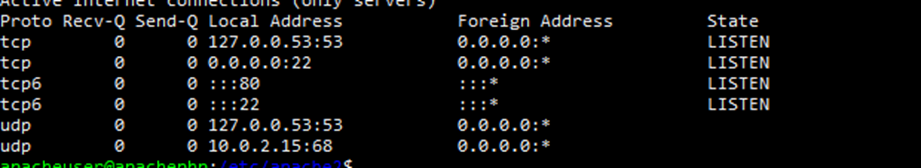 Active Internet connections (only servers)
Proto Recv-Q Send-Q Local Address           Foreign Address         State
tcp        0      0 127.0.0.53:53           0.0.0.0:*               LISTEN
tcp        0      0 0.0.0.0:22              0.0.0.0:*               LISTEN
tcp6       0      0 :::80                   :::*                    LISTEN
tcp6       0      0 :::22                   :::*                    LISTEN
udp        0      0 127.0.0.53:53           0.0.0.0:*
udp        0      0 10.0.2.15:68            0.0.0.0:*
apacheuser@apachephp:/etc/apache2$